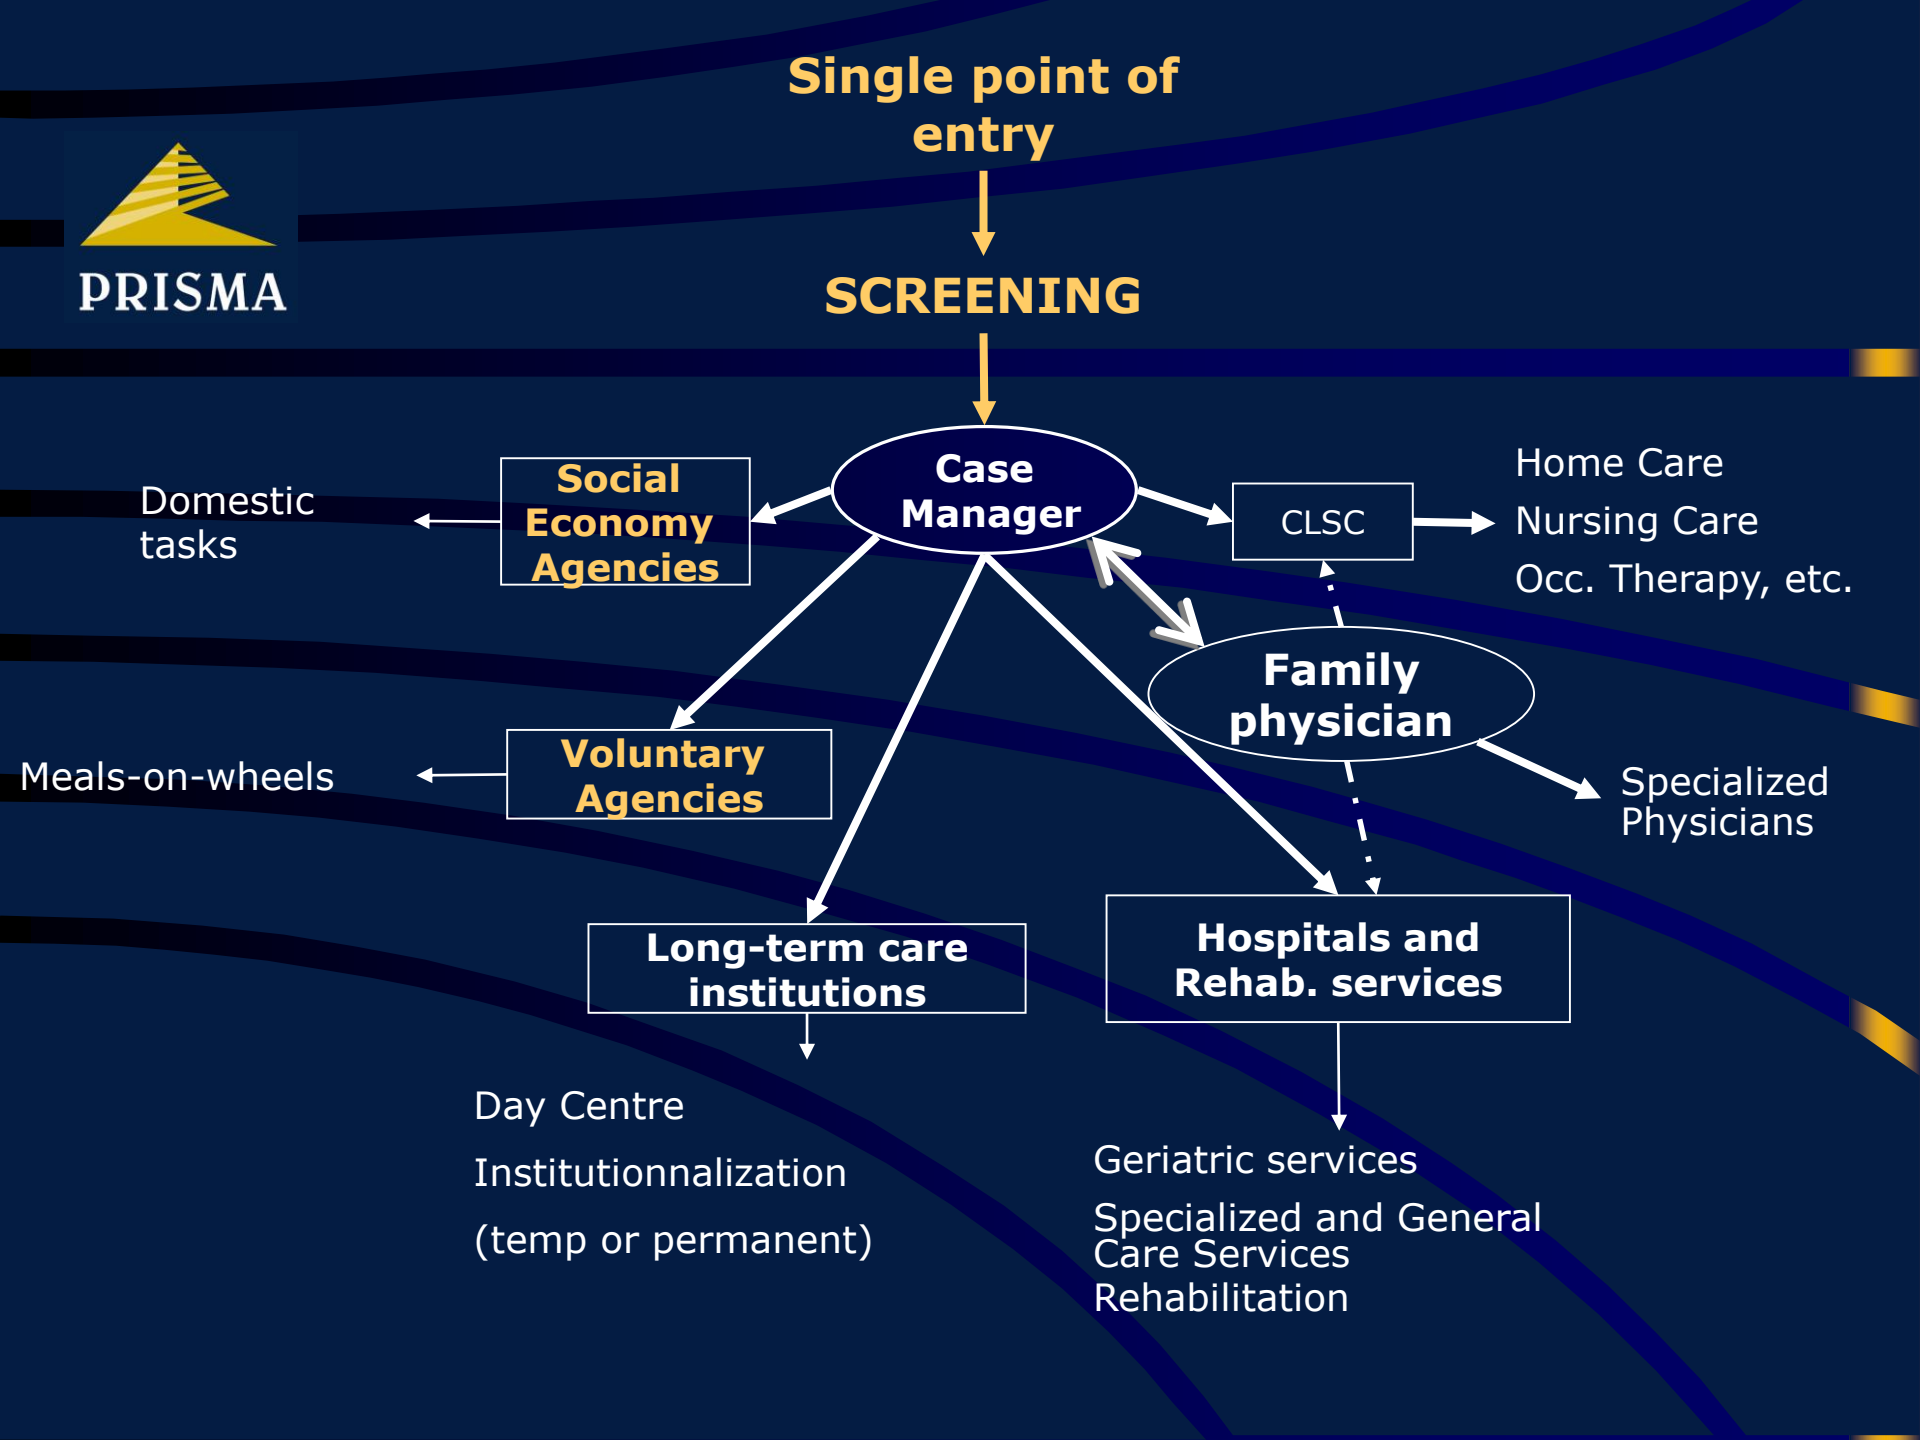 Single point of
entry
PRISMA
SCREENING
Case
Manager
Social
Economy
Agencies
Domestic
tasks
CLSC
Home Care
Nursing Care
Occ. Therapy, etc.
Family
physician
Voluntary
Agencies
Meals-on-wheels
Specialized
Physicians
Long-term care
institutions
Hospitals and
Rehab. services
Day Centre
Institutionnalization
(temp or permanent)
Geriatric services
Specialized and General
Care Services
Rehabilitation